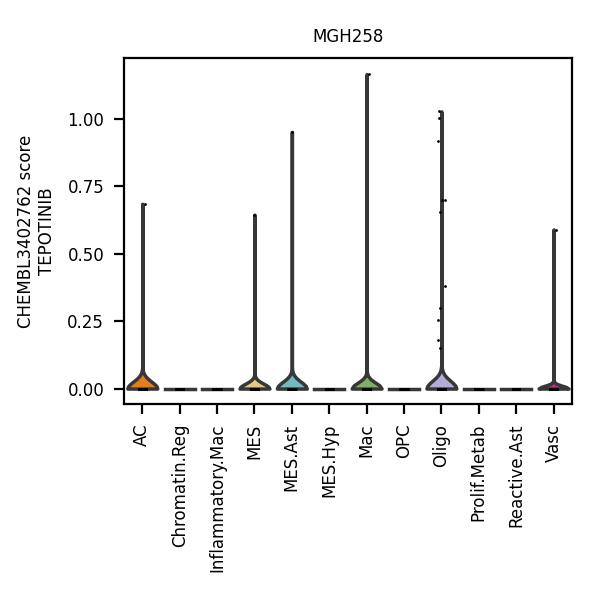 MGH258
CHEMBL3402762 score
TEPOTINIB
1.00
0.75
0.50
0.25
0.00
AC
Chromatin.Reg
Inflammatory.Mac
MES
MES.Ast
MES.Hyp
Mac
OPC
Oligo
Prolif.Metab
Reactive.Ast
Vasc